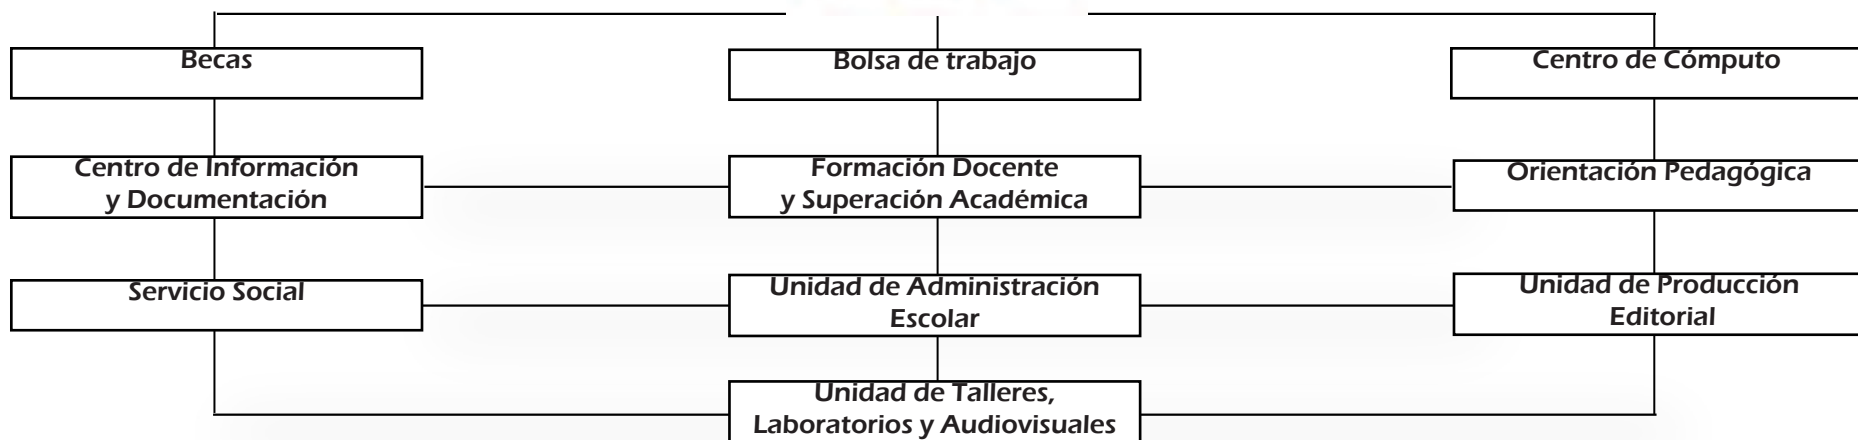 Becas
Bolsa de trabajo
Centro de Cómputo
Centro de Información
y Documentación
Formación Docente
y Superación Académica
Orientación Pedagógica
Servicio Social
Unidad de Administración
Escolar
Unidad de Producción
Editorial
Unidad de Talleres,
Laboratorios y Audiovisuales